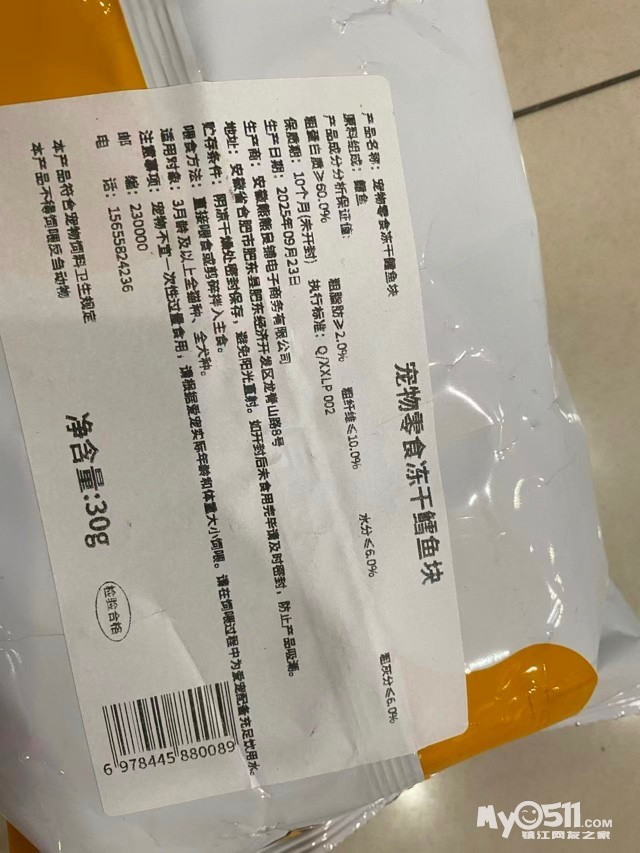 宠物零食冻干鳕鱼块
产品名称：宠物零食冻干鳕鱼块
原料组成：鳕鱼
产品成分分析保证值：
粗蛋白质≥60.0% 粗脂肪≥2.0% 粗纤维≤10.0% 水分≤6.0% 粗灰分≤6.0%
保质期：10个月(未开封) 执行标准：Q/XXLP 002
生产日期：2025年09月23日
生产商：安徽熊熊良铺电子商务有限公司
地址：安徽省合肥市肥东县肥东经济开发区龙脊山路8号
贮存条件：阴凉干燥处密封保存，避免阳光直射。如开封后未食用完毕请及时密封，防止产品吸潮。
喂食方法：直接喂食或剪碎拌入主食。
适用对象：3月龄及以上全猫种、全犬种。
注意事项：宠物不宜一次性过量食用，请根据爱宠实际年龄和体重大小饲喂。请在饲喂过程中为爱宠配备充足饮用水。
邮编：230000
电话：15655824236
本产品符合宠物饲料卫生规定
本产品不得饲喂反刍动物
净含量:30g
检验合格
6 978445 880089
My0511.COM
镇江网友之家